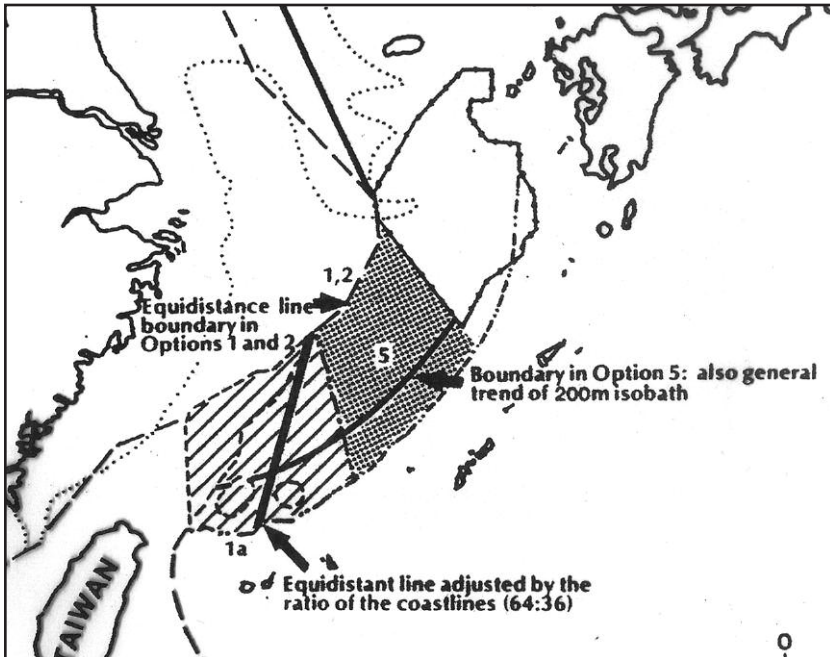 1,2
Equidistance line
boundary in
Options 1 and 2
5
Boundary in Option 5: also general
trend of 200m isobath
1a
Equidistant line adjusted by the
ratio of the coastlines (64:36)
TAIWAN
0